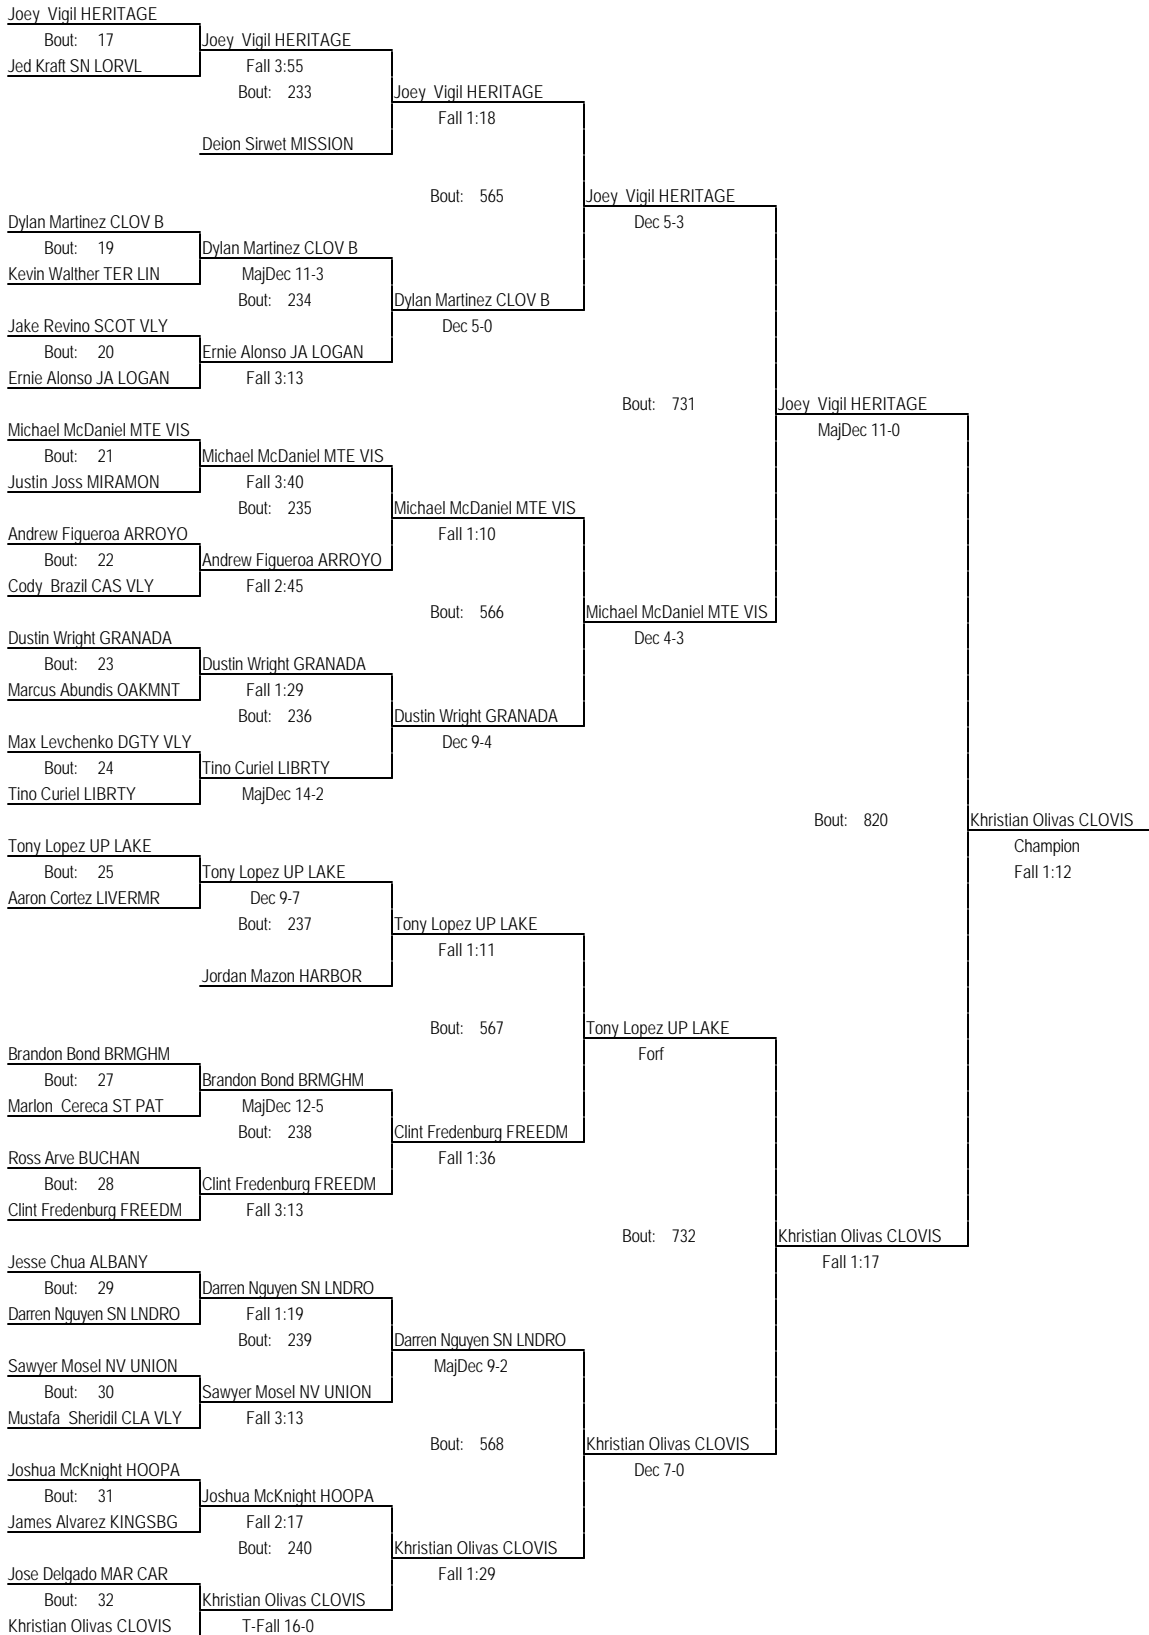 Joey  Vigil HERITAGE
Bout: 17
Joey  Vigil HERITAGE
Jed Kraft SN LORVL
Fall 3:55
Bout: 233
Joey  Vigil HERITAGE
Fall 1:18
Deion Sirwet MISSION
Bout: 565
Joey  Vigil HERITAGE
Dylan Martinez CLOV B
Dec 5-3
Bout: 19
Dylan Martinez CLOV B
Kevin Walther TER LIN
MajDec 11-3
Bout: 234
Dylan Martinez CLOV B
Jake Revino SCOT VLY
Dec 5-0
Bout: 20
Ernie Alonso JA LOGAN
Ernie Alonso JA LOGAN
Fall 3:13
Bout: 731
Joey  Vigil HERITAGE
Michael McDaniel MTE VIS
MajDec 11-0
Bout: 21
Michael McDaniel MTE VIS
Justin Joss MIRAMON
Fall 3:40
Bout: 235
Michael McDaniel MTE VIS
Andrew Figueroa ARROYO
Fall 1:10
Bout: 22
Andrew Figueroa ARROYO
Cody  Brazil CAS VLY
Fall 2:45
Bout: 566
Michael McDaniel MTE VIS
Dustin Wright GRANADA
Dec 4-3
Bout: 23
Dustin Wright GRANADA
Marcus Abundis OAKMNT
Fall 1:29
Bout: 236
Dustin Wright GRANADA
Max Levchenko DGTY VLY
Dec 9-4
Bout: 24
Tino Curiel LIBRTY
Tino Curiel LIBRTY
MajDec 14-2
Bout: 820
Khristian Olivas CLOVIS
Tony Lopez UP LAKE
Champion
Bout: 25
Tony Lopez UP LAKE
Fall 1:12
Aaron Cortez LIVERMR
Dec 9-7
Bout: 237
Tony Lopez UP LAKE
Fall 1:11
Jordan Mazon HARBOR
Bout: 567
Tony Lopez UP LAKE
Brandon Bond BRMGHM
Forf
Bout: 27
Brandon Bond BRMGHM
Marlon  Cereca ST PAT
MajDec 12-5
Bout: 238
Clint Fredenburg FREEDM
Ross Arve BUCHAN
Fall 1:36
Bout: 28
Clint Fredenburg FREEDM
Clint Fredenburg FREEDM
Fall 3:13
Bout: 732
Khristian Olivas CLOVIS
Jesse Chua ALBANY
Fall 1:17
Bout: 29
Darren Nguyen SN LNDRO
Darren Nguyen SN LNDRO
Fall 1:19
Bout: 239
Darren Nguyen SN LNDRO
Sawyer Mosel NV UNION
MajDec 9-2
Bout: 30
Sawyer Mosel NV UNION
Mustafa  Sheridil CLA VLY
Fall 3:13
Bout: 568
Khristian Olivas CLOVIS
Joshua McKnight HOOPA
Dec 7-0
Bout: 31
Joshua McKnight HOOPA
James Alvarez KINGSBG
Fall 2:17
Bout: 240
Khristian Olivas CLOVIS
Jose Delgado MAR CAR
Fall 1:29
Bout: 32
Khristian Olivas CLOVIS
Khristian Olivas CLOVIS
T-Fall 16-0